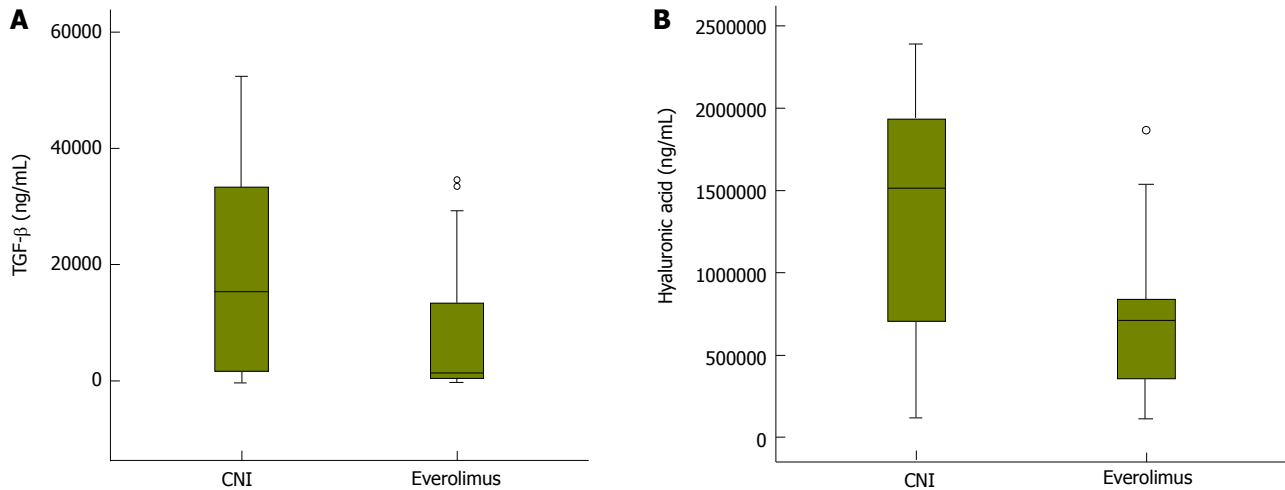 A
TGF-β (ng/mL)
60000
40000
20000
0
CNI
Everolimus
B
Hyaluronic acid (ng/mL)
2500000
2000000
1500000
1000000
500000
0
CNI
Everolimus